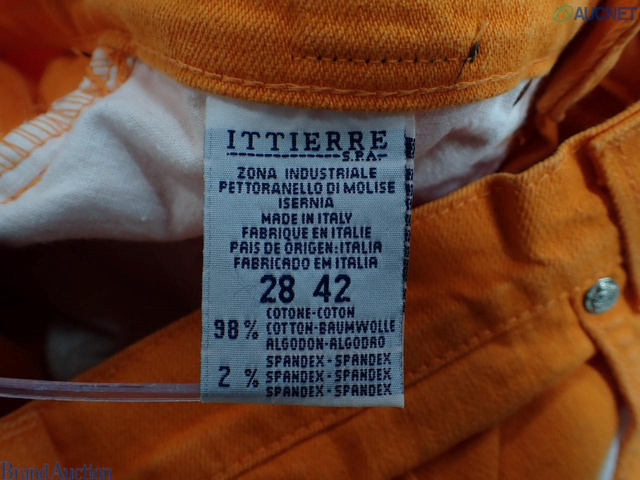 AUCNET
ITTIERRE
S.P.A.
ZONA INDUSTRIALE
PETTORANELLO DI MOLISE
ISERNIA
MADE IN ITALY
FABRIQUE EN ITALIE
PAIS DE ORIGEN:ITALIA
FABRICADO EM ITALIA
28 42
98% COTONE-COTON
COTTON-BAUMWOLLE
ALGODON-ALGODRO
2 % SPANDEX - SPANDEX
SPANDEX - SPANDEX
SPANDEX - SPANDEX
Brand Auction